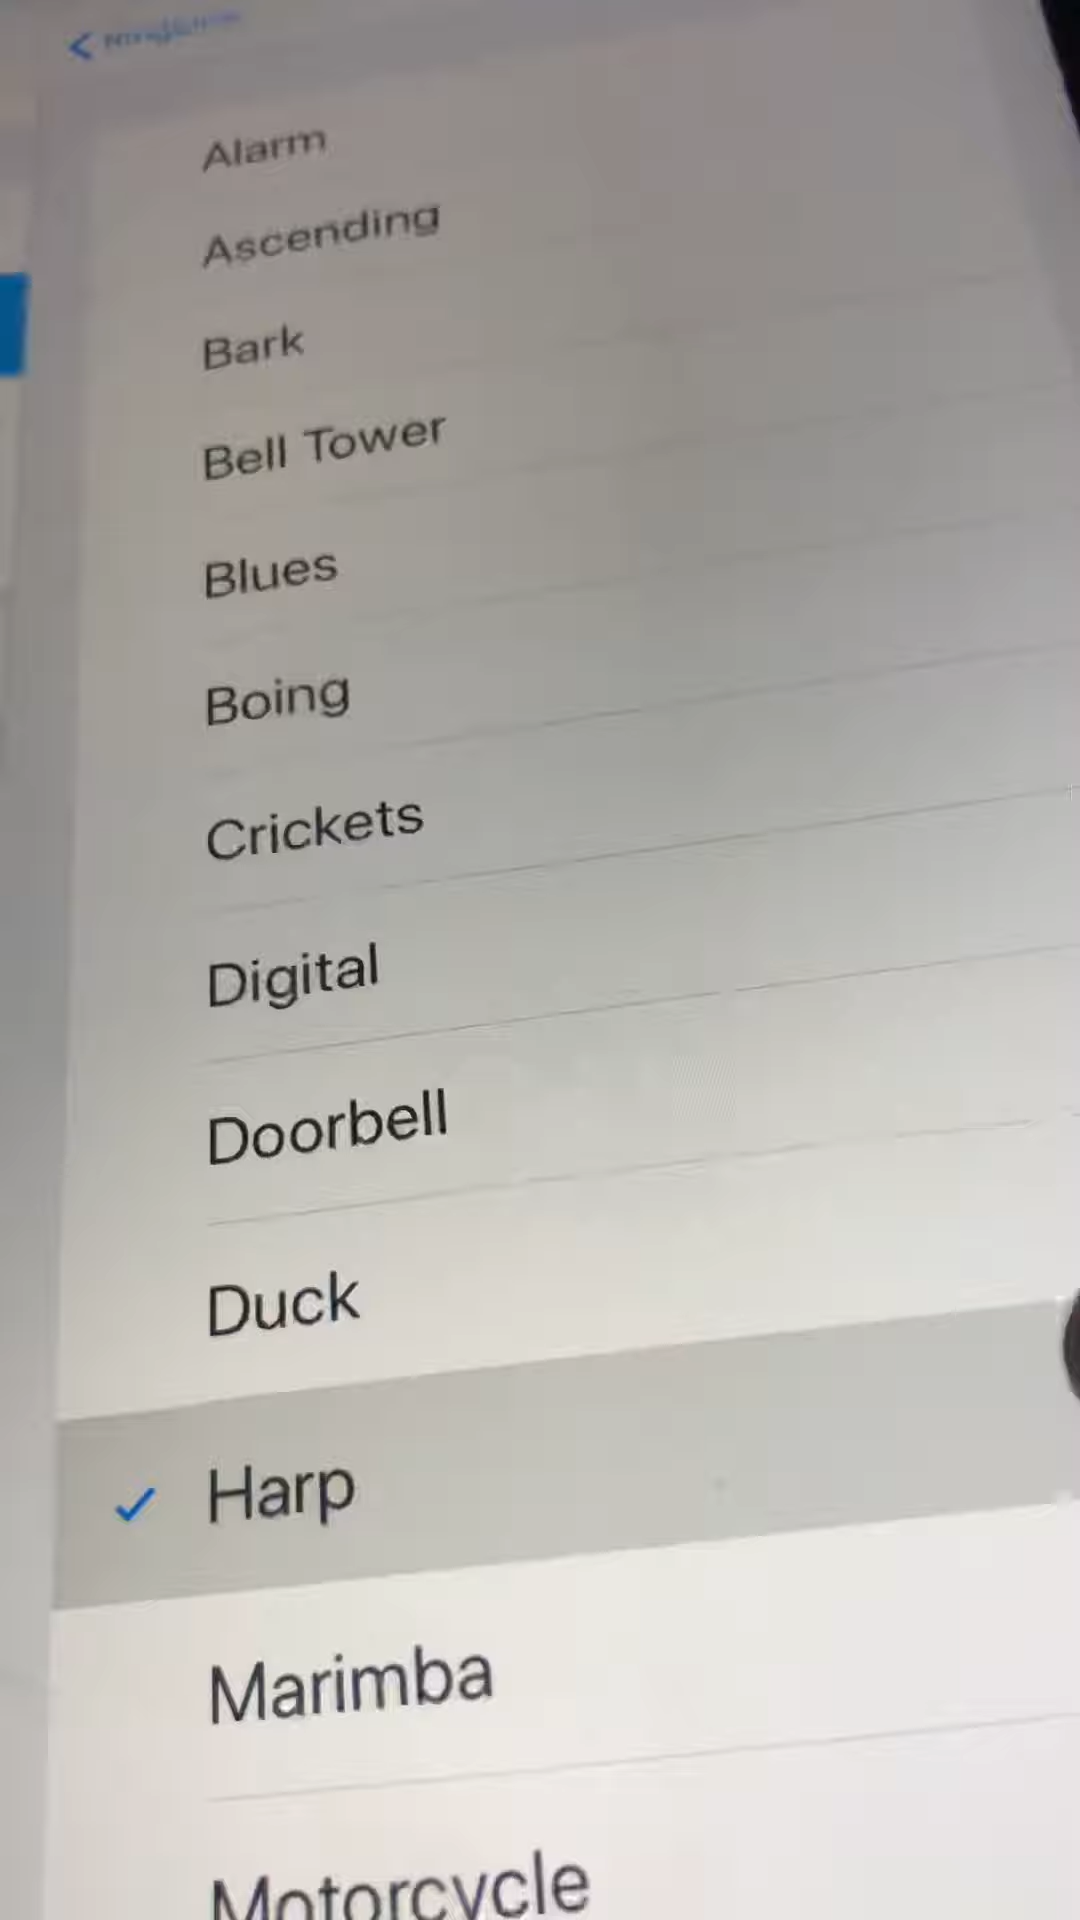 Alarm
Ascending
Bark
Bell Tower
Blues
Boing
Crickets
Digital
Doorbell
Duck
Harp
Marimba
Motorcycle